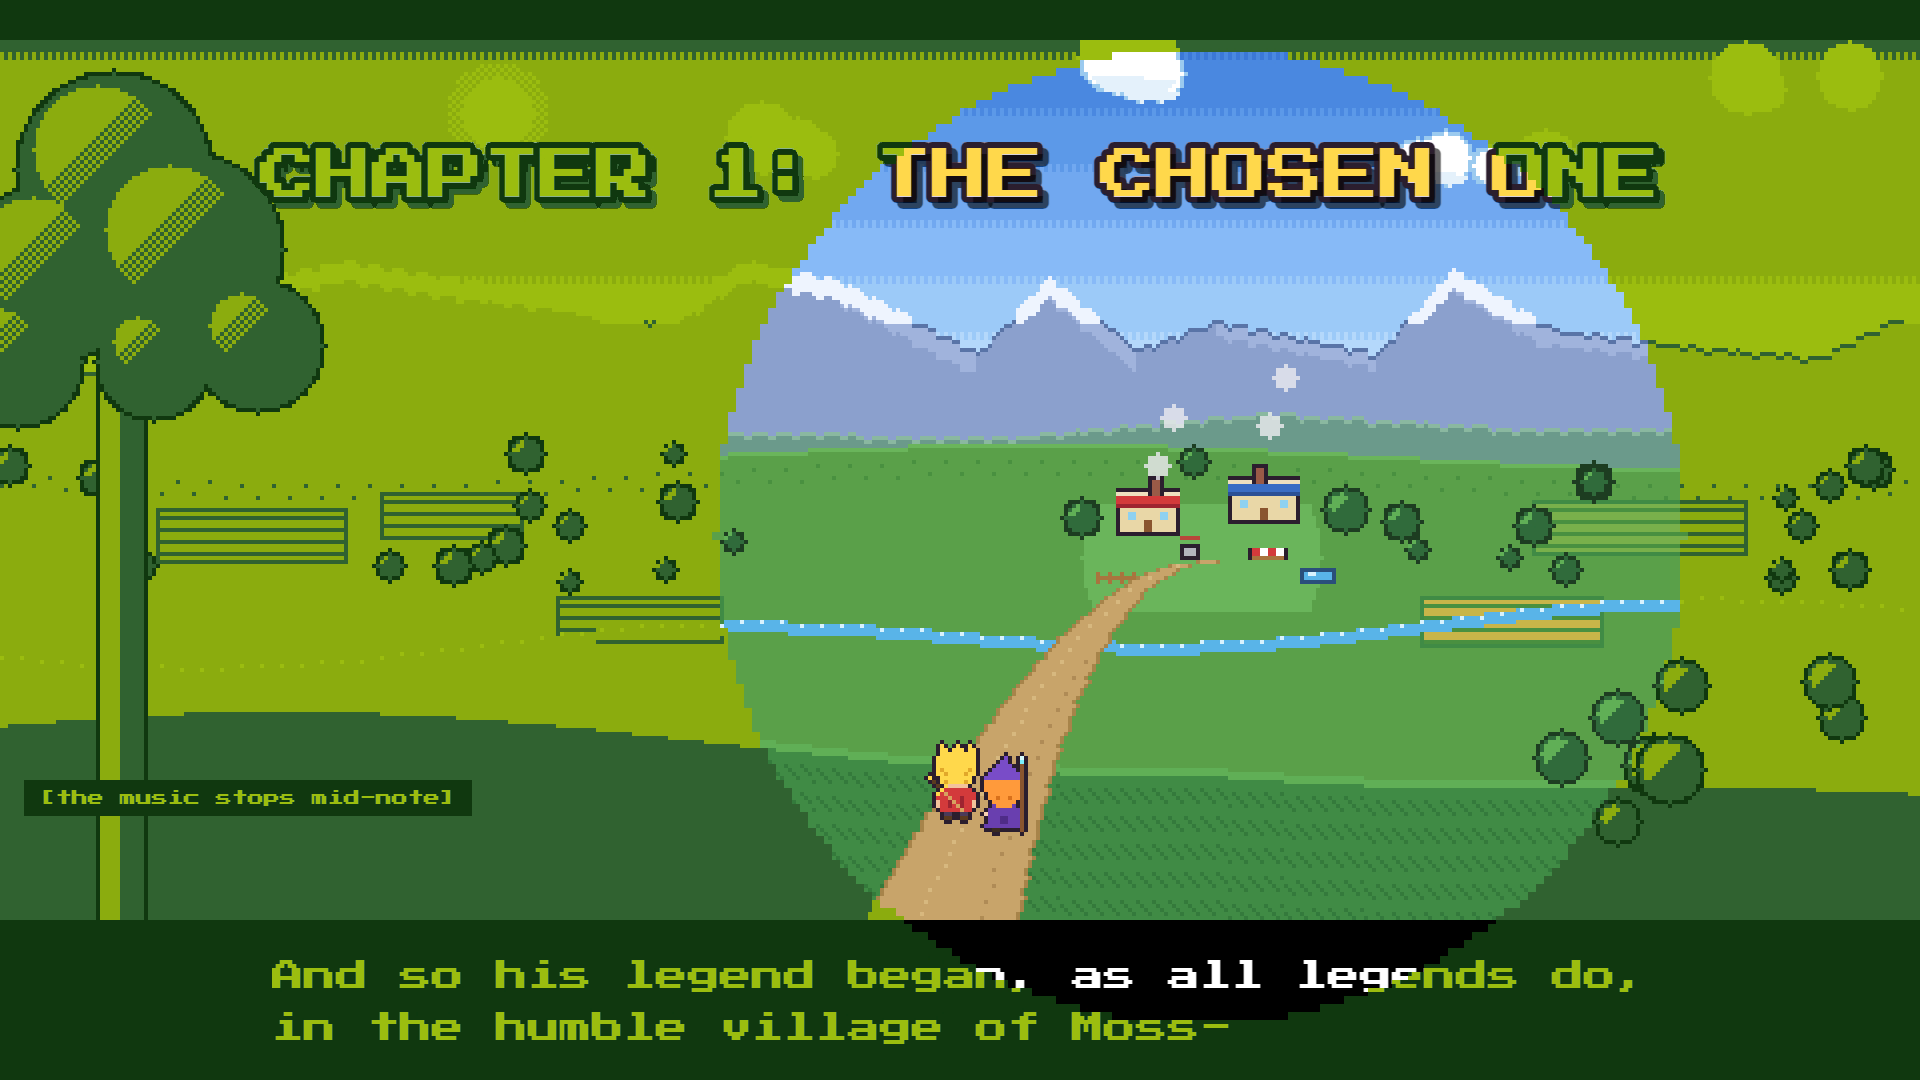 CHAPTER 1: THE CHOSEN ONE
[the music stops mid-note]
And so his legend began, as all legends do,
in the humble village of Moss-